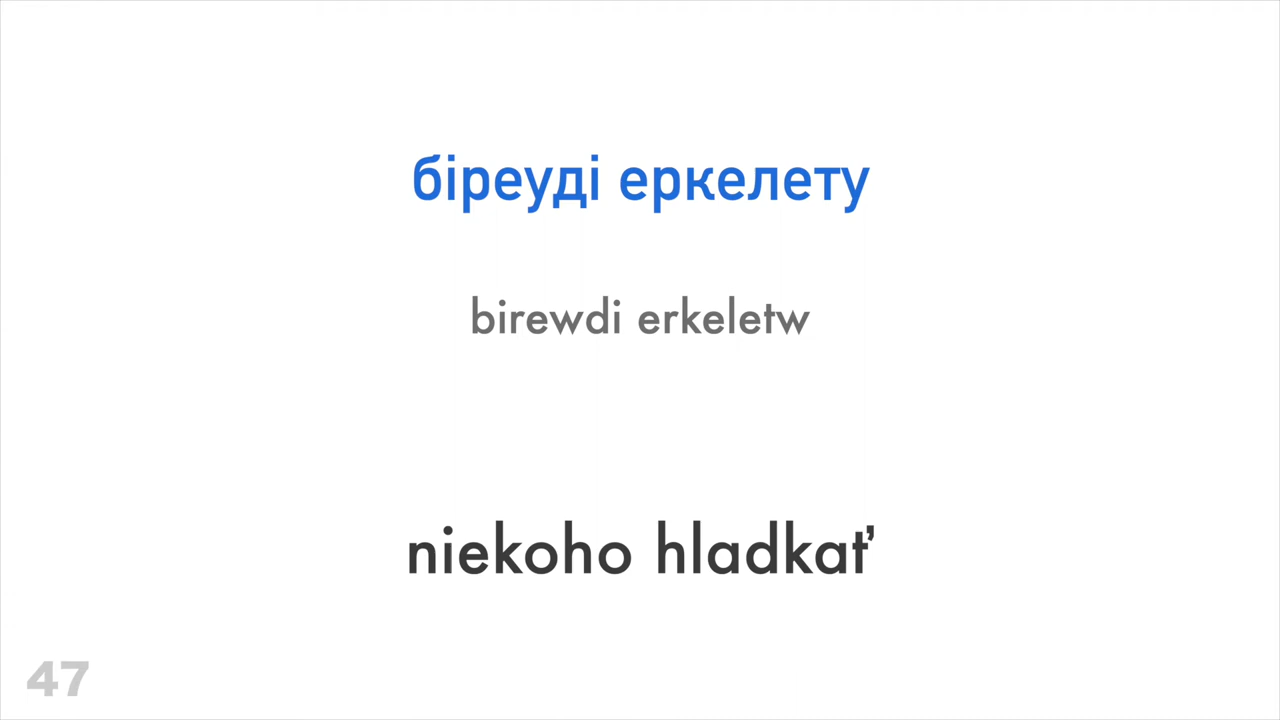 біреуді еркелету
birewdi erkeletw
niekoho hladkať
47